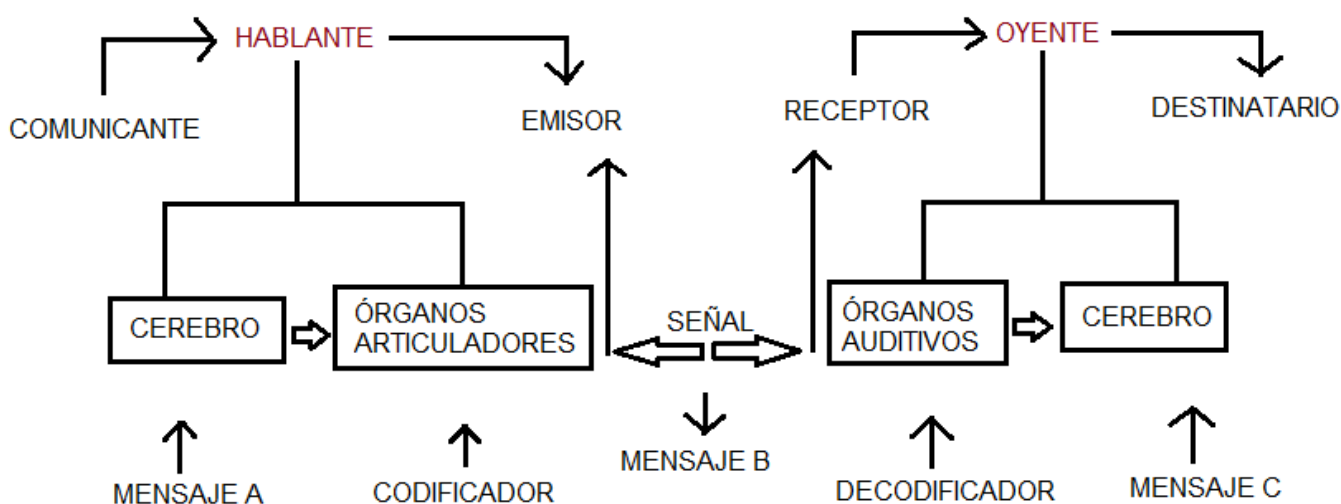 HABLANTE
OYENTE
COMUNICANTE
EMISOR
RECEPTOR
DESTINATARIO
CEREBRO
ÓRGANOS
ARTICULADORES
SEÑAL
ÓRGANOS
AUDITIVOS
CEREBRO
MENSAJE A
CODIFICADOR
MENSAJE B
DECODIFICADOR
MENSAJE C